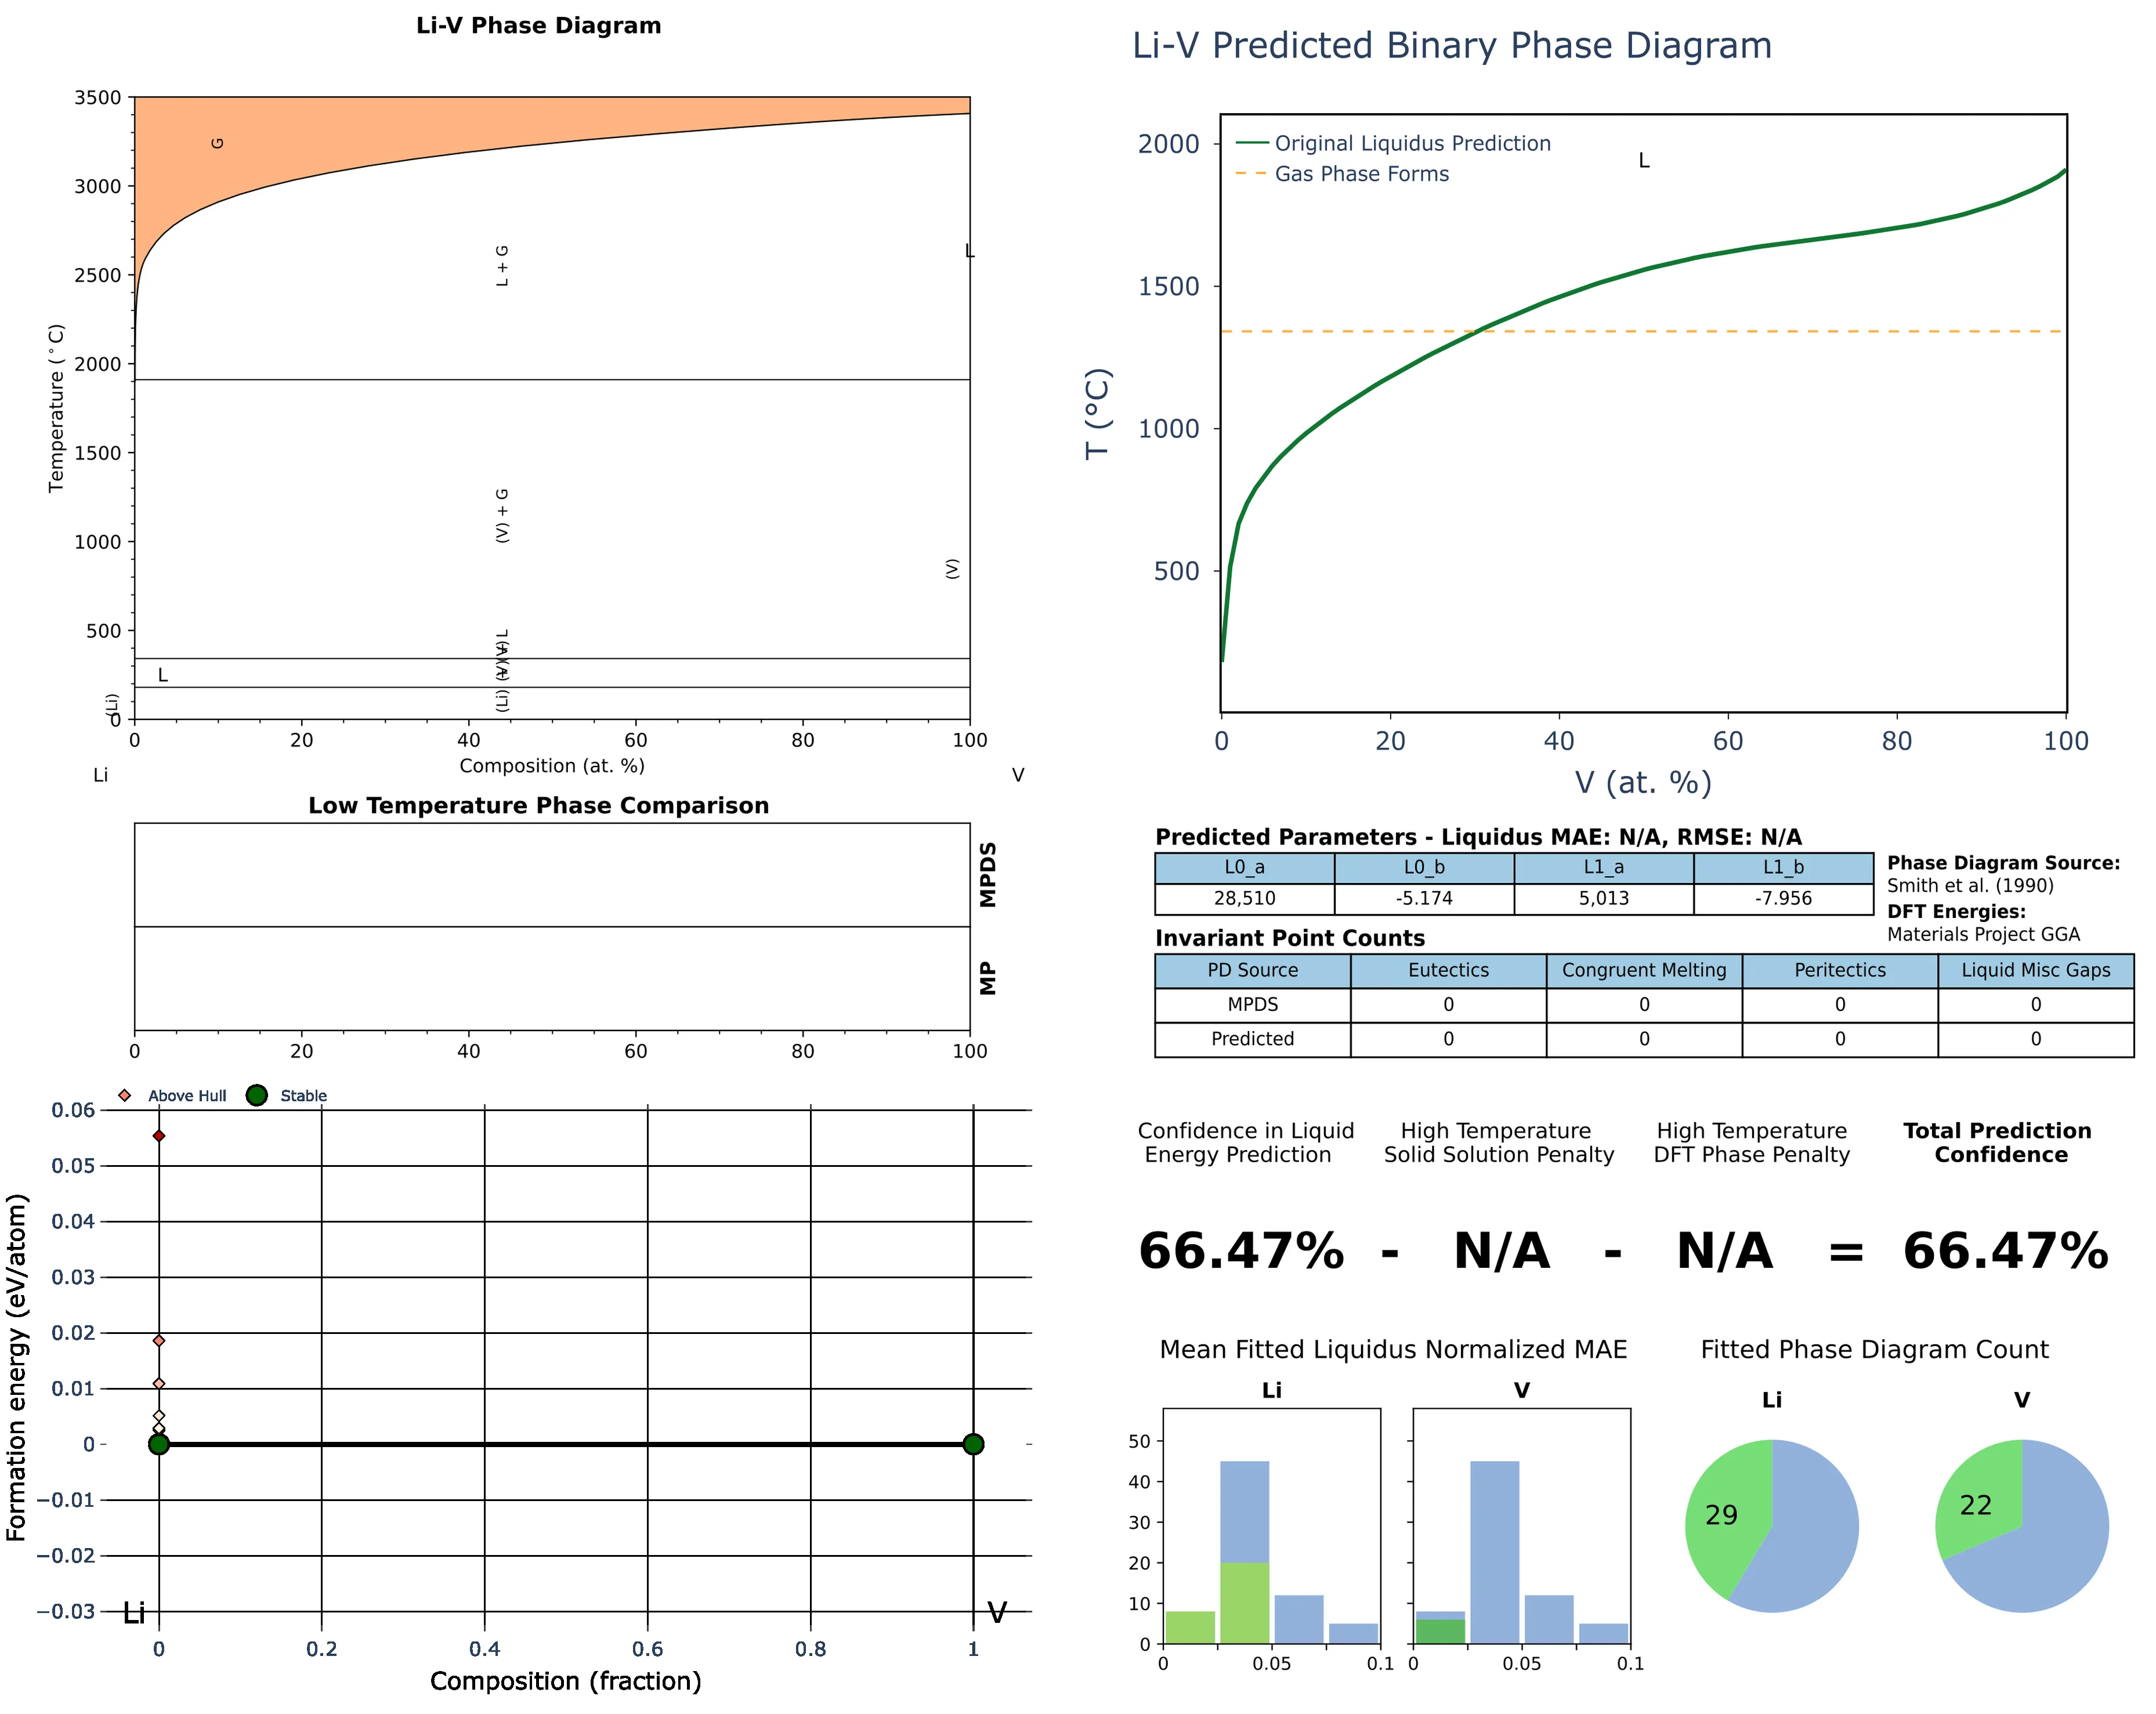 Li-V Phase Diagram
3500
3000
2500
2000
1500
1000
500
0
Temperature (°C)
G
L + G
L
(V) + G
(V)
(V) + L
L
(Li) + (V)
(Li)
0 20 40 60 80 100
Composition (at. %)
Li V
Low Temperature Phase Comparison
MPDS
MP
0 20 40 60 80 100
Above Hull Stable
0.06
0.05
0.04
0.03
0.02
0.01
0
−0.01
−0.02
−0.03
Formation energy (eV/atom)
Li V
0 0.2 0.4 0.6 0.8 1
Composition (fraction)
Li-V Predicted Binary Phase Diagram
Original Liquidus Prediction
Gas Phase Forms
L
2000
1500
1000
500
T (°C)
0 20 40 60 80 100
V (at. %)
Predicted Parameters - Liquidus MAE: N/A, RMSE: N/A
L0_a L0_b L1_a L1_b
28,510 -5.174 5,013 -7.956
Phase Diagram Source:
Smith et al. (1990)
DFT Energies:
Materials Project GGA
Invariant Point Counts
PD Source Eutectics Congruent Melting Peritectics Liquid Misc Gaps
MPDS 0 0 0 0
Predicted 0 0 0 0
Confidence in Liquid Energy Prediction
High Temperature Solid Solution Penalty
High Temperature DFT Phase Penalty
Total Prediction Confidence
66.47% - N/A - N/A = 66.47%
Mean Fitted Liquidus Normalized MAE
Li V
50
40
30
20
10
0
0 0.05 0.1 0 0.05 0.1
Fitted Phase Diagram Count
Li V
29 22